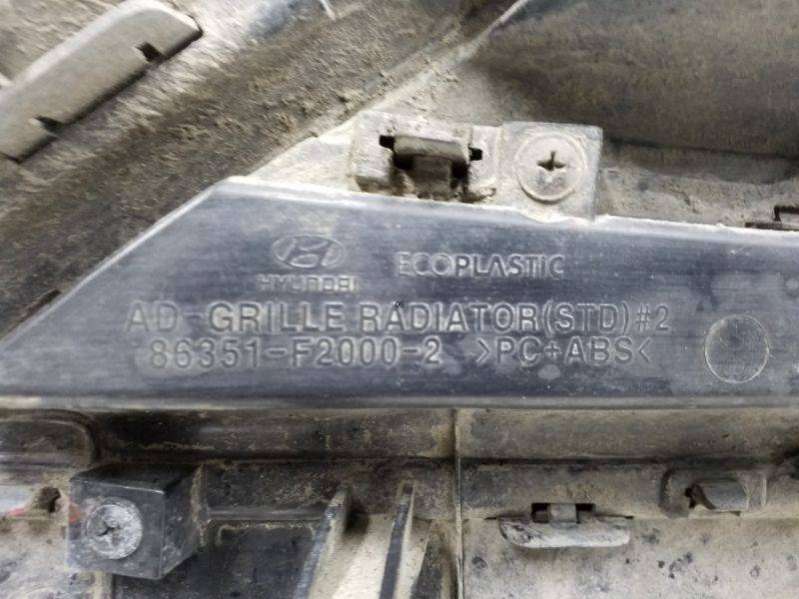 HYUNDAI ECOPLASTIC
AD-GRILLE RADIATOR(STD)#2
86351-F2000-2 >PC+ABS<